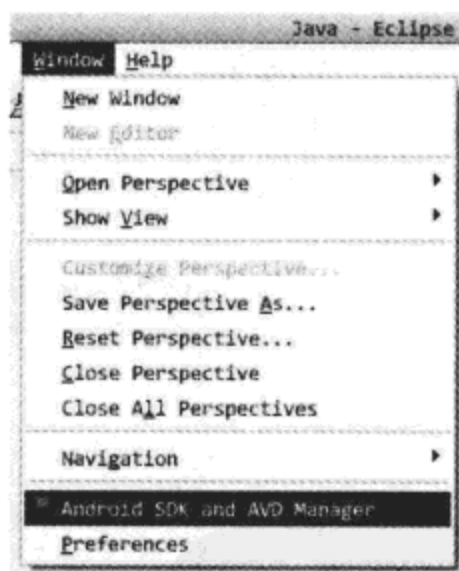 Java - Eclipse
Window Help
New Window
New Editor
Open Perspective
Show View
Customize Perspective...
Save Perspective As...
Reset Perspective...
Close Perspective
Close All Perspectives
Navigation
Android SDK and AVD Manager
Preferences